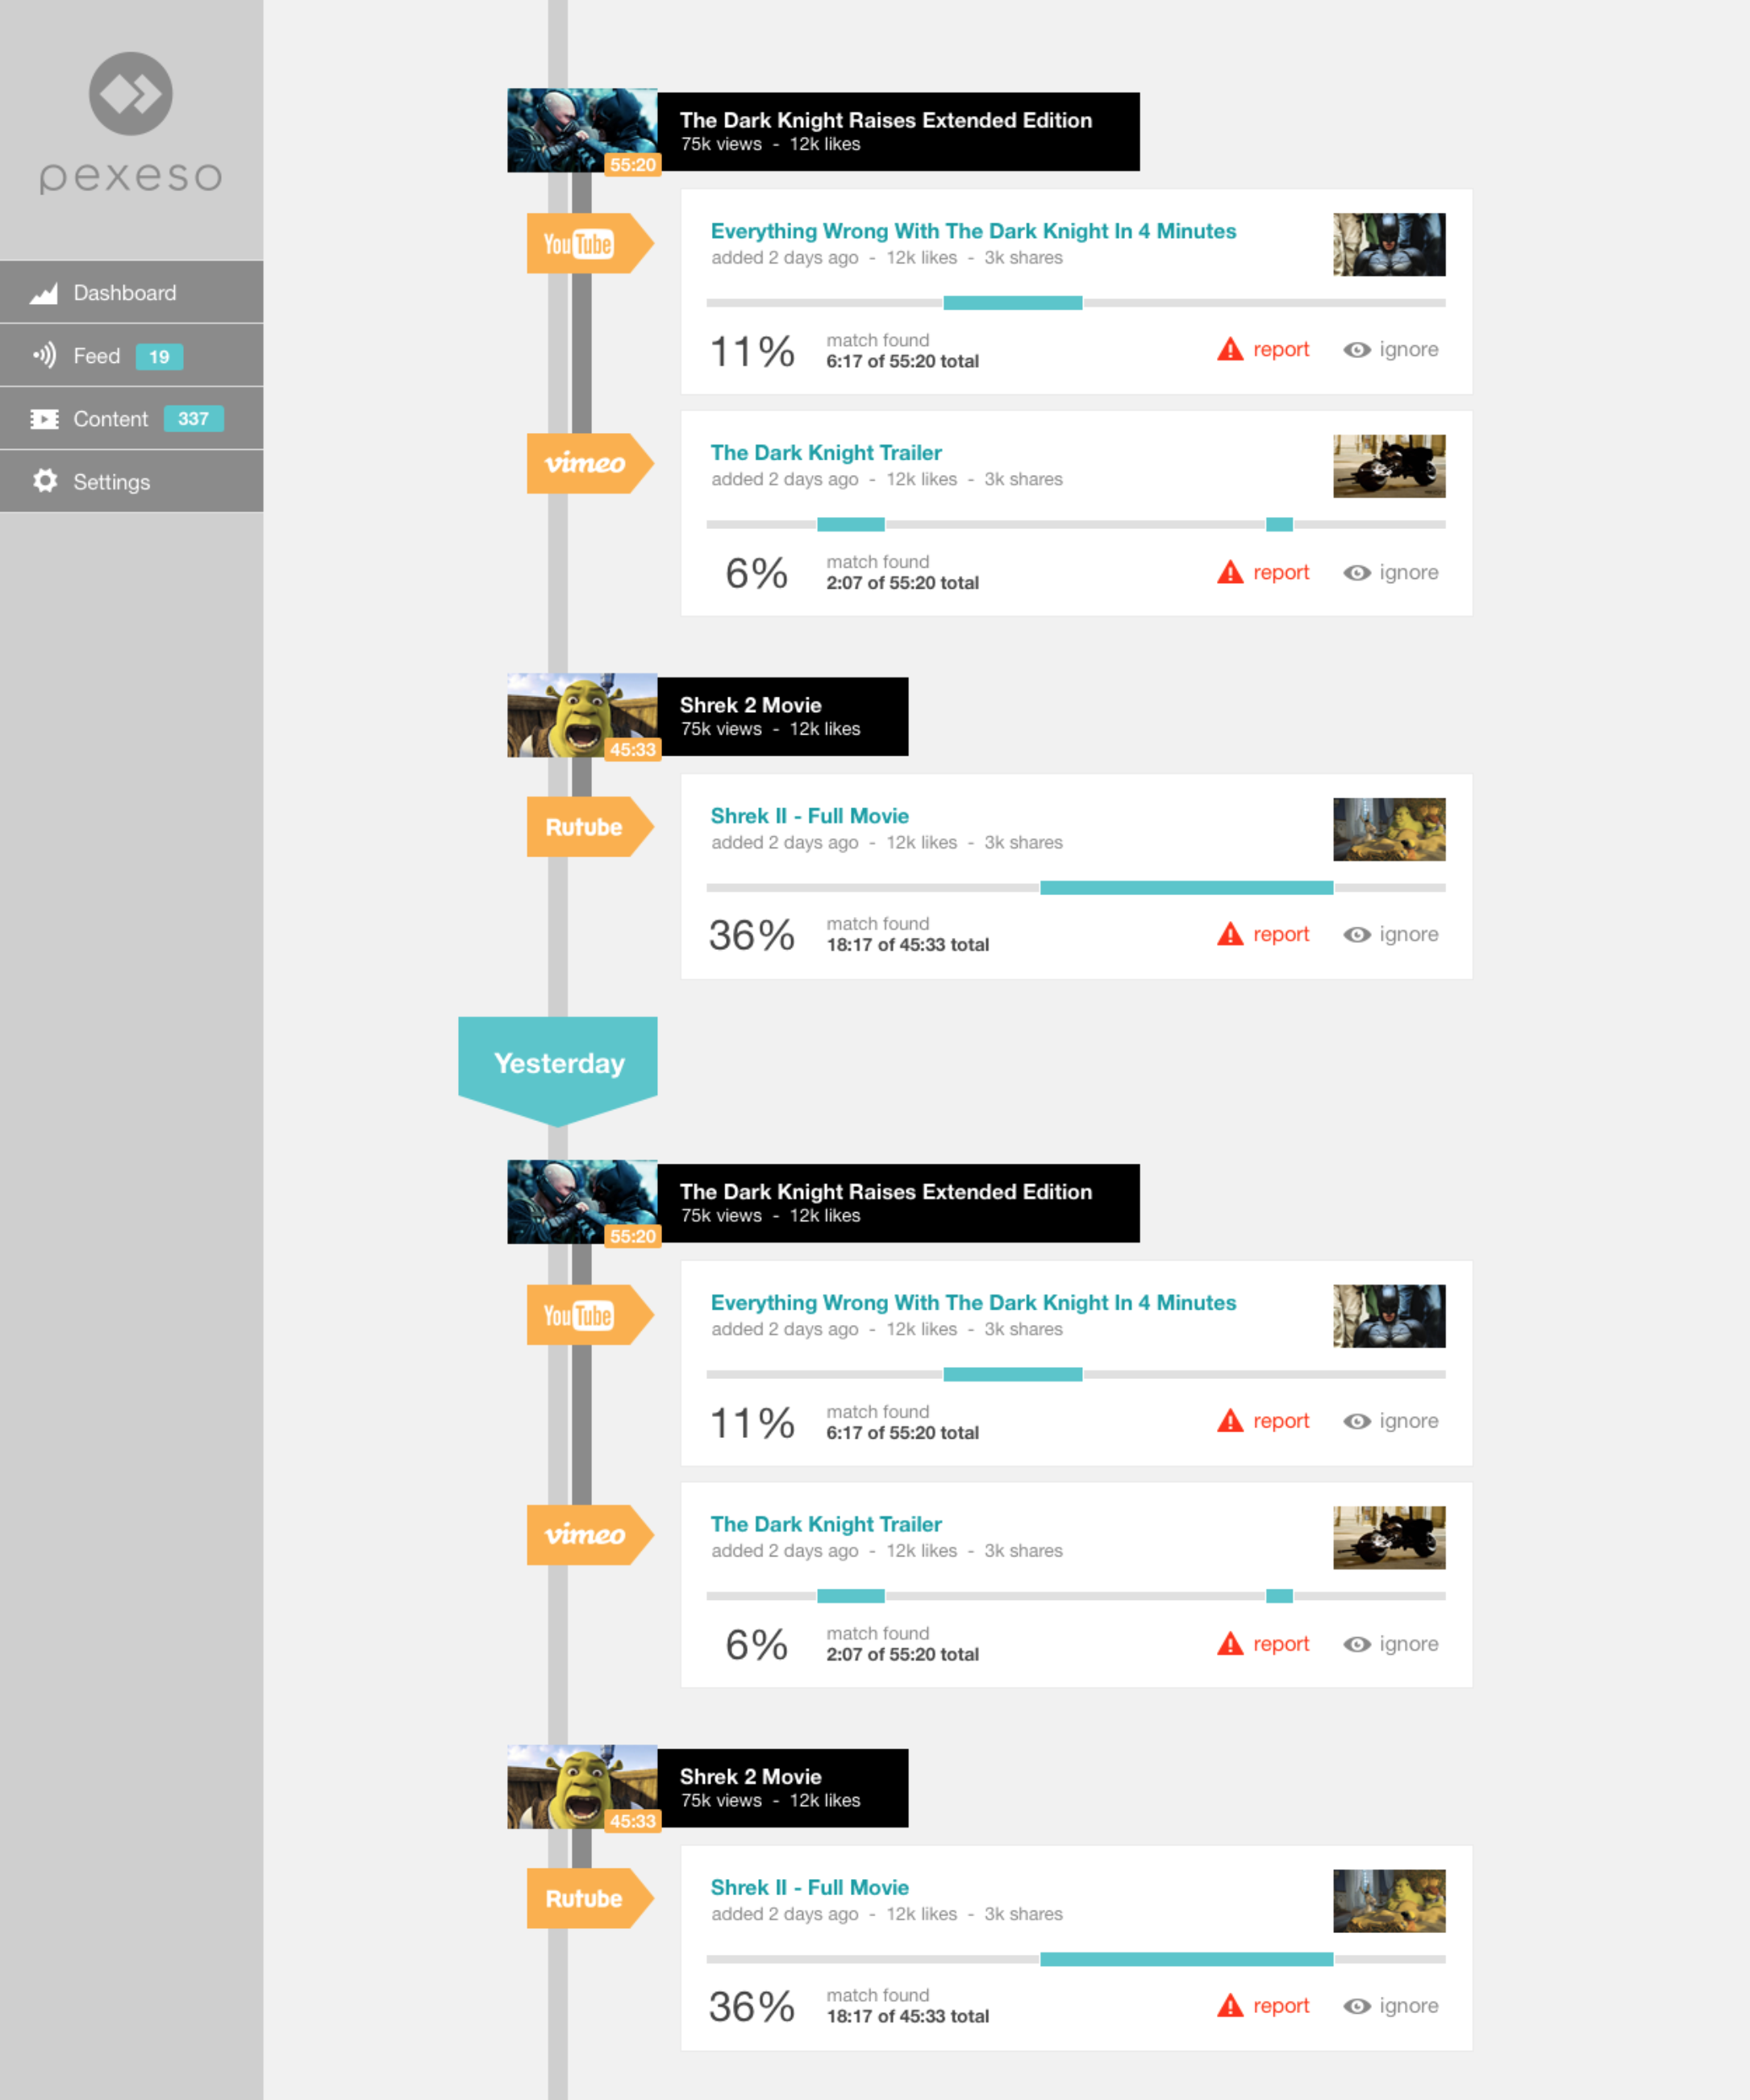 pexeso
Dashboard
Feed 19
Content 337
Settings
The Dark Knight Raises Extended Edition
75k views - 12k likes
55:20
YouTube
Everything Wrong With The Dark Knight In 4 Minutes
added 2 days ago - 12k likes - 3k shares
11%
match found
6:17 of 55:20 total
report
ignore
vimeo
The Dark Knight Trailer
added 2 days ago - 12k likes - 3k shares
6%
match found
2:07 of 55:20 total
report
ignore
Shrek 2 Movie
75k views - 12k likes
45:33
Rutube
Shrek II - Full Movie
added 2 days ago - 12k likes - 3k shares
36%
match found
18:17 of 45:33 total
report
ignore
Yesterday
The Dark Knight Raises Extended Edition
75k views - 12k likes
55:20
YouTube
Everything Wrong With The Dark Knight In 4 Minutes
added 2 days ago - 12k likes - 3k shares
11%
match found
6:17 of 55:20 total
report
ignore
vimeo
The Dark Knight Trailer
added 2 days ago - 12k likes - 3k shares
6%
match found
2:07 of 55:20 total
report
ignore
Shrek 2 Movie
75k views - 12k likes
45:33
Rutube
Shrek II - Full Movie
added 2 days ago - 12k likes - 3k shares
36%
match found
18:17 of 45:33 total
report
ignore